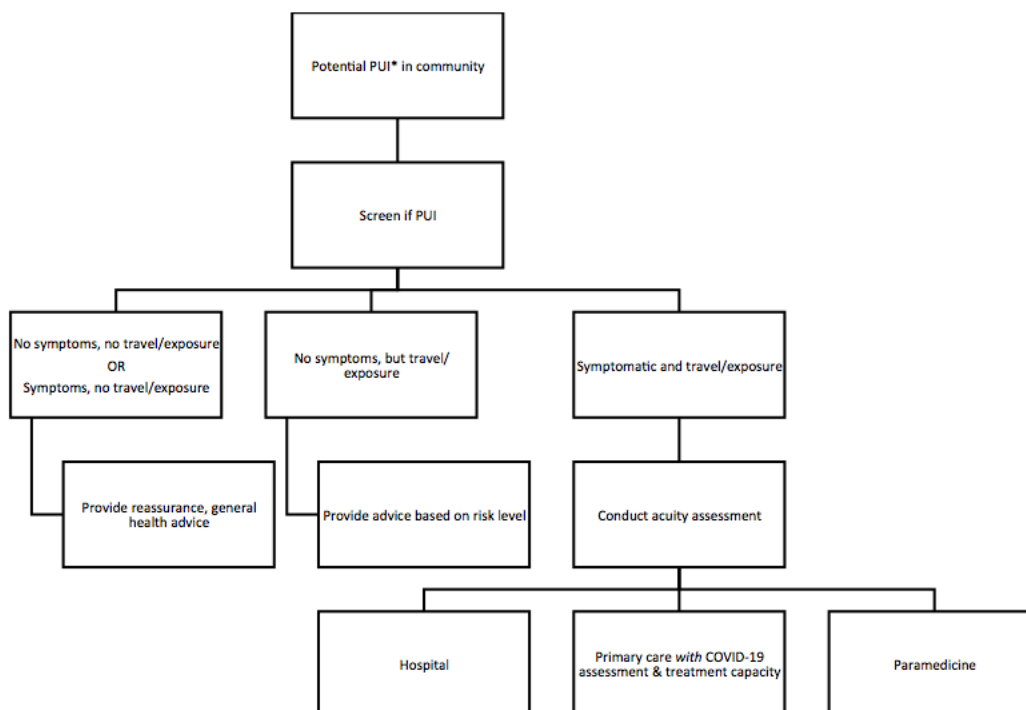 Potential PUI* in community
Screen if PUI
No symptoms, no travel/exposure
OR
Symptoms, no travel/exposure
No symptoms, but travel/
exposure
Symptomatic and travel/exposure
Provide reassurance, general
health advice
Provide advice based on risk level
Conduct acuity assessment
Hospital
Primary care with COVID-19
assessment & treatment capacity
Paramedicine